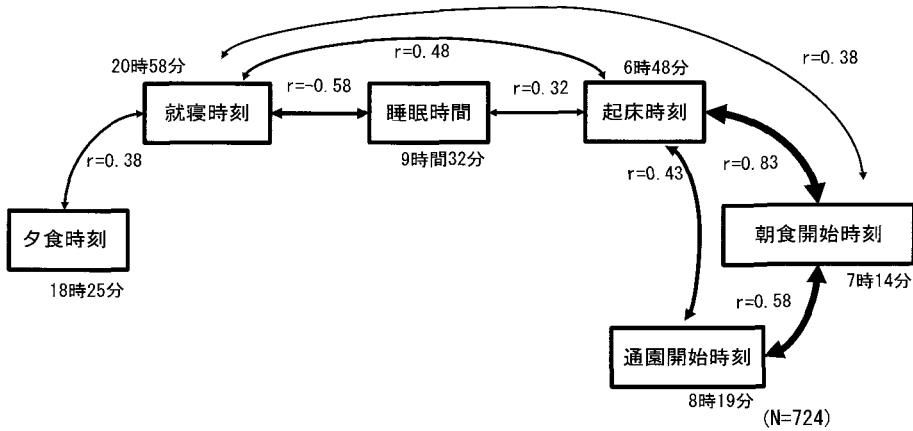 r=0.48
r=0.38
20時58分
6時48分
r=-0.58
r=0.32
就寝時刻
睡眠時間
起床時刻
9時間32分
r=0.38
r=0.43
r=0.83
夕食時刻
朝食開始時刻
18時25分
7時14分
r=0.58
通園開始時刻
8時19分
(N=724)